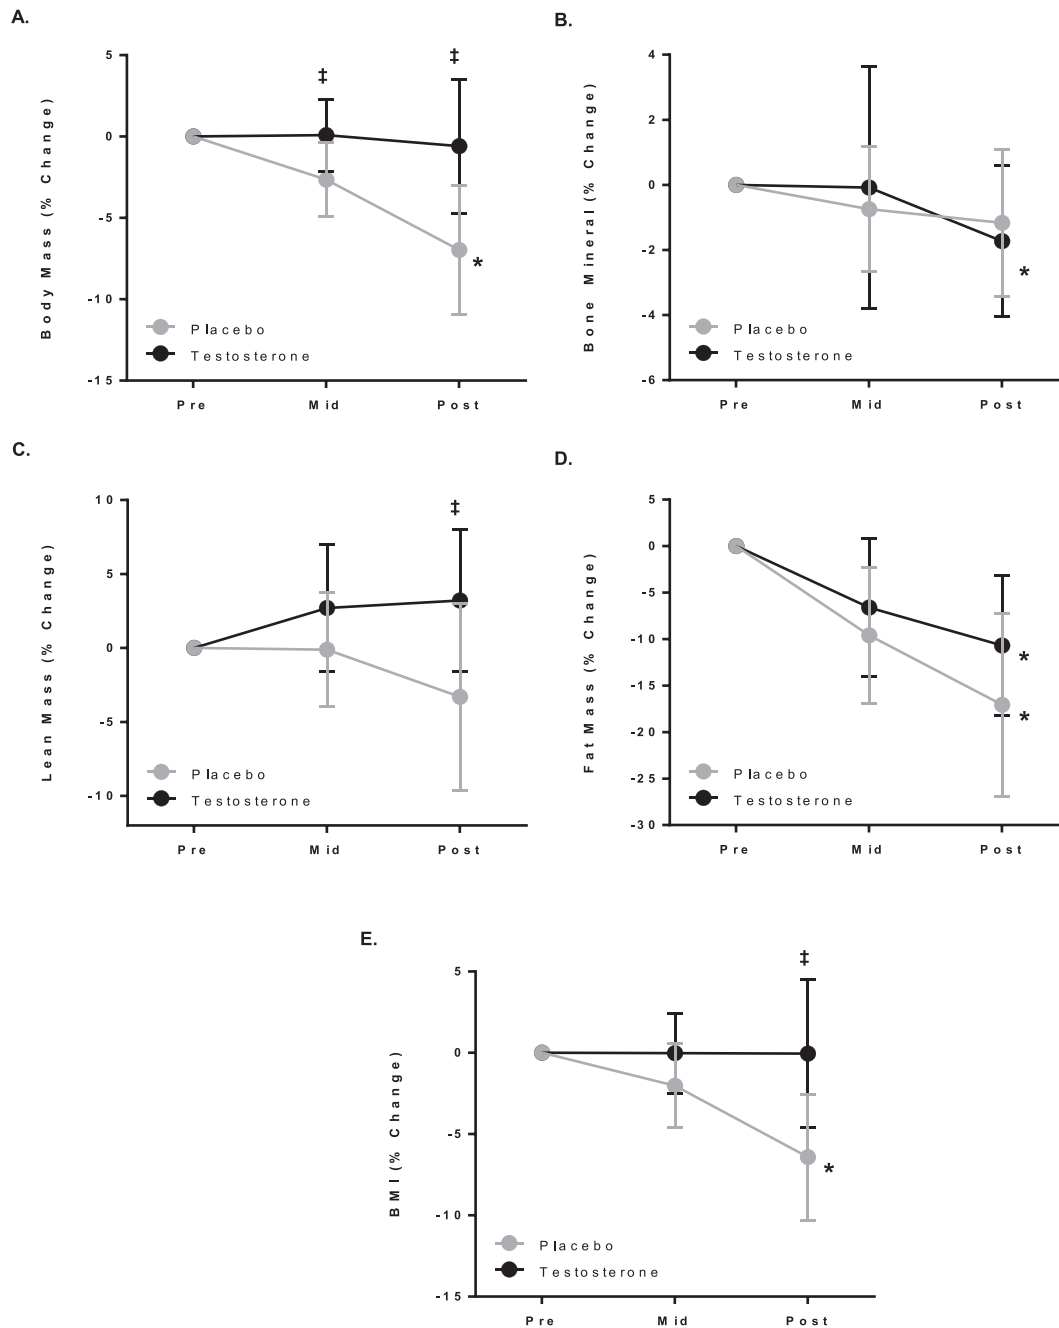 A.
Body Mass (% Change)
5
0
-5
-10
-15
‡
‡
*
Placebo
Testosterone
Pre Mid Post
B.
Bone Mineral (% Change)
4
2
0
-2
-4
-6
*
Placebo
Testosterone
Pre Mid Post
C.
Lean Mass (% Change)
10
5
0
-5
-10
‡
Placebo
Testosterone
Pre Mid Post
D.
Fat Mass (% Change)
5
0
-5
-10
-15
-20
-25
-30
*
*
Placebo
Testosterone
Pre Mid Post
E.
BMI (% Change)
5
0
-5
-10
-15
‡
*
Placebo
Testosterone
Pre Mid Post